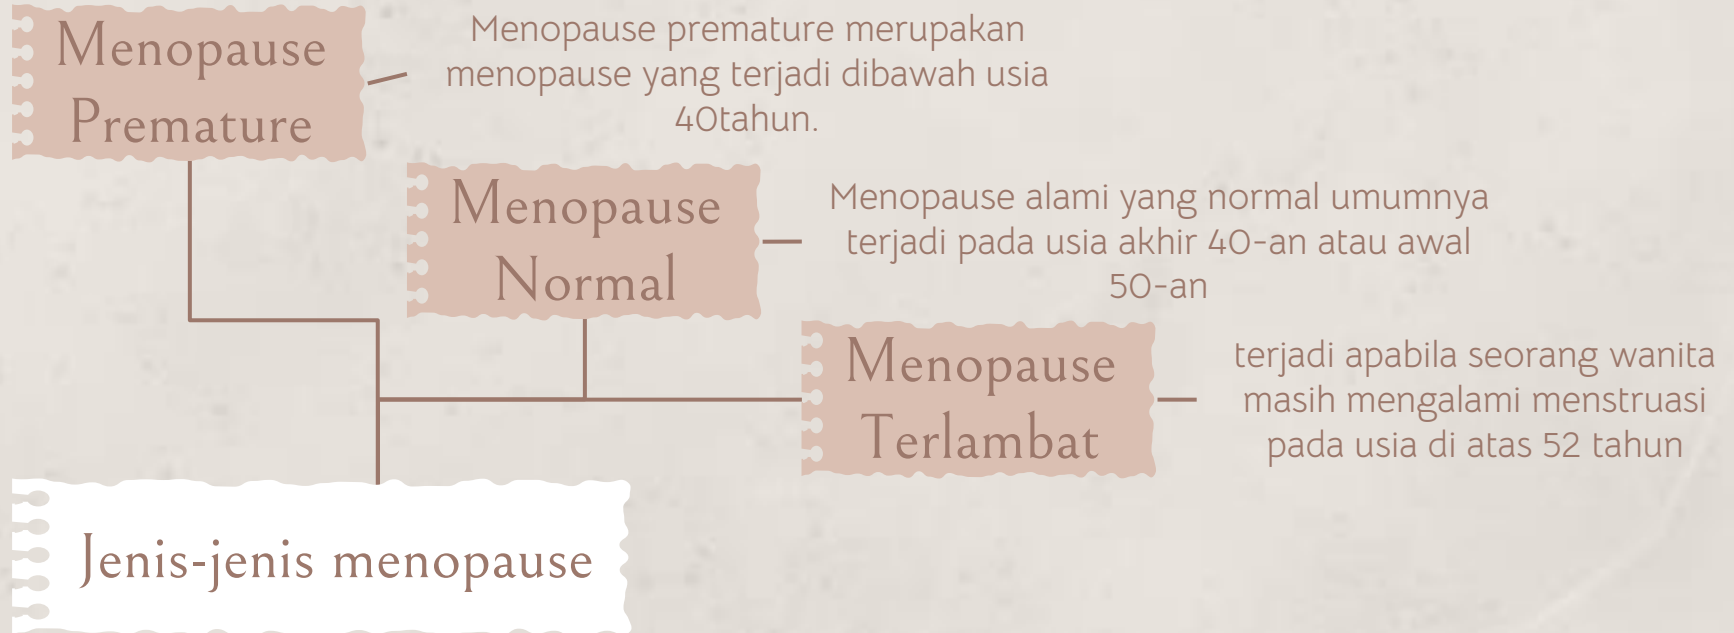 Menopause
Premature
Menopause premature merupakan
menopause yang terjadi dibawah usia
40tahun.
Menopause
Normal
Menopause alami yang normal umumnya
terjadi pada usia akhir 40-an atau awal
50-an
Menopause
Terlambat
terjadi apabila seorang wanita
masih mengalami menstruasi
pada usia di atas 52 tahun
Jenis-jenis menopause